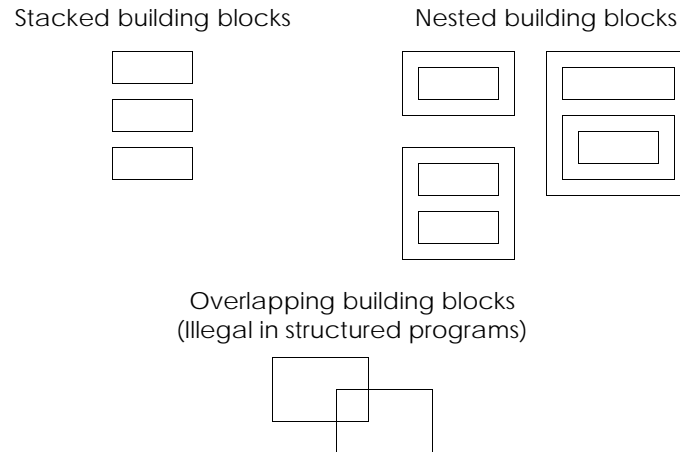 Stacked building blocks
Nested building blocks
Overlapping building blocks
(Illegal in structured programs)